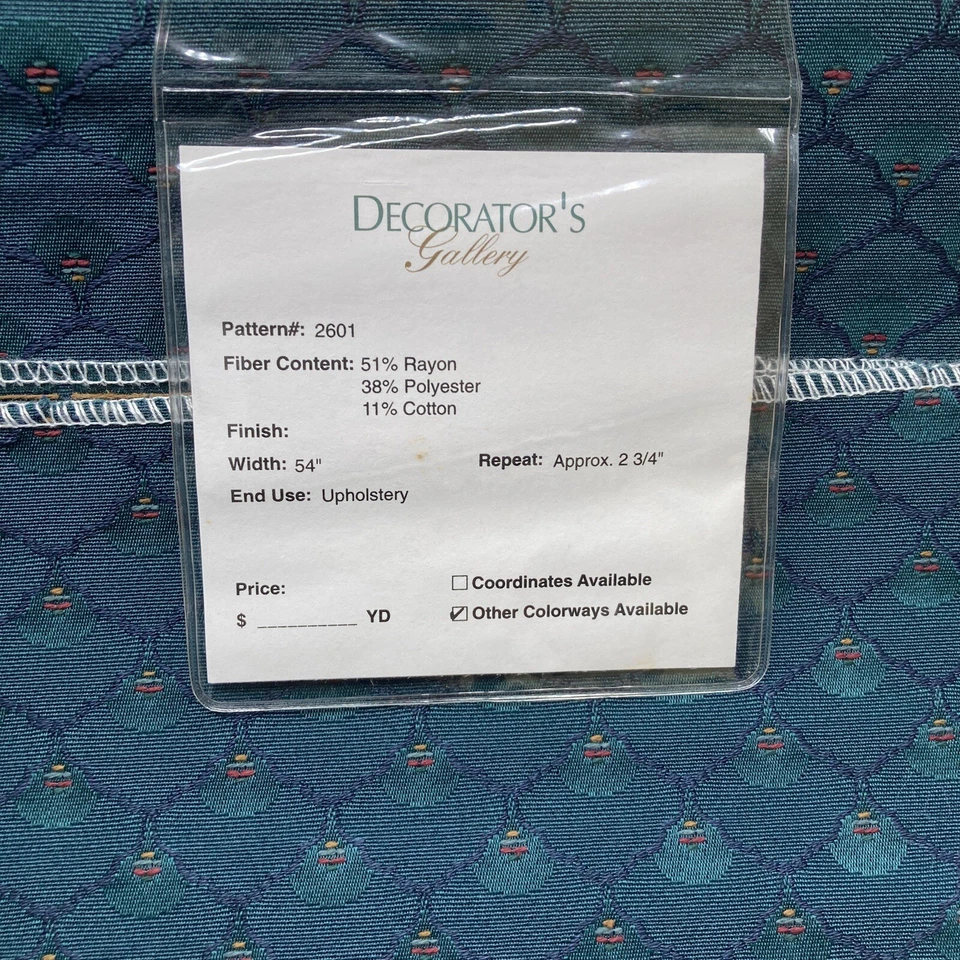 DECORATOR'S
Gallery
Pattern#: 2601
Fiber Content: 51% Rayon
38% Polyester
11% Cotton
Finish:
Width: 54" Repeat: Approx. 2 3/4"
End Use: Upholstery
Price: ☐ Coordinates Available
$ __________ YD ☑ Other Colorways Available